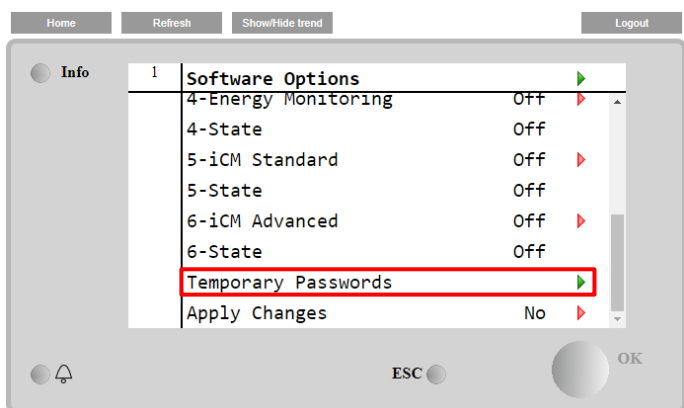 Home Refresh Show/Hide trend Logout
Info 1 Software Options
4-Energy Monitoring Off
4-State Off
5-iCM Standard Off
5-State Off
6-iCM Advanced Off
6-State Off
Temporary Passwords
Apply Changes No
ESC OK